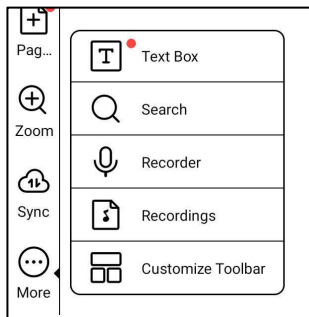 Pag...
Zoom
Sync
More
Text Box
Search
Recorder
Recordings
Customize Toolbar